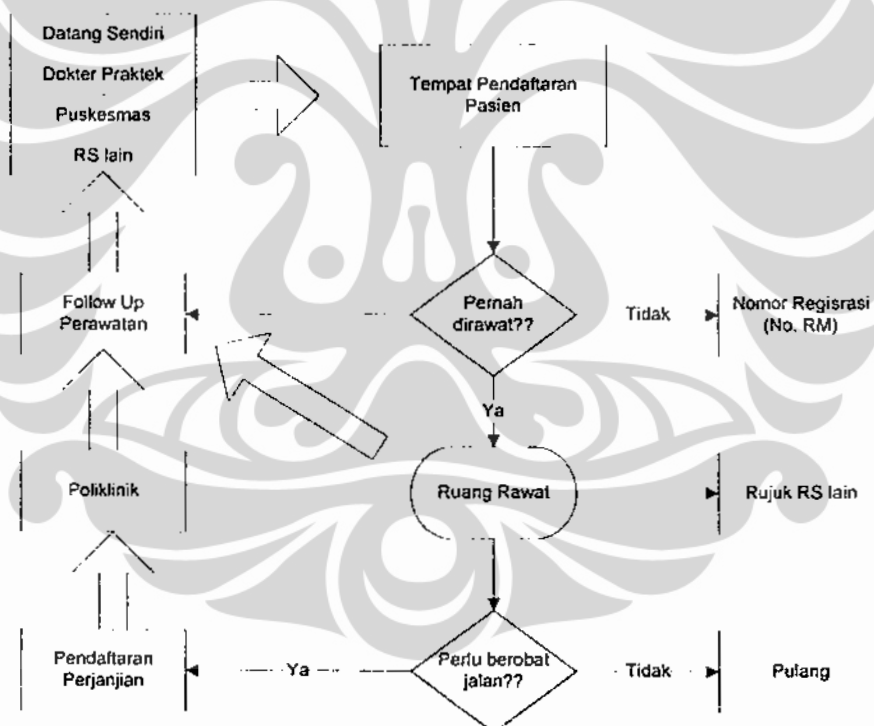 Datang Sendiri
Dokter Praktek
Puskesmas
RS lain
Tempat Pendaftaran
Pasien
Follow Up
Perawatan
Pernah
dirawat??
Tidak
Nomor Regisrasi
(No. RM)
Ya
Poliklinik
Ruang Rawat
Rujuk RS lain
Pendaftaran
Perjanjian
Ya
Perlu berobat
jalan??
Tidak
Pulang